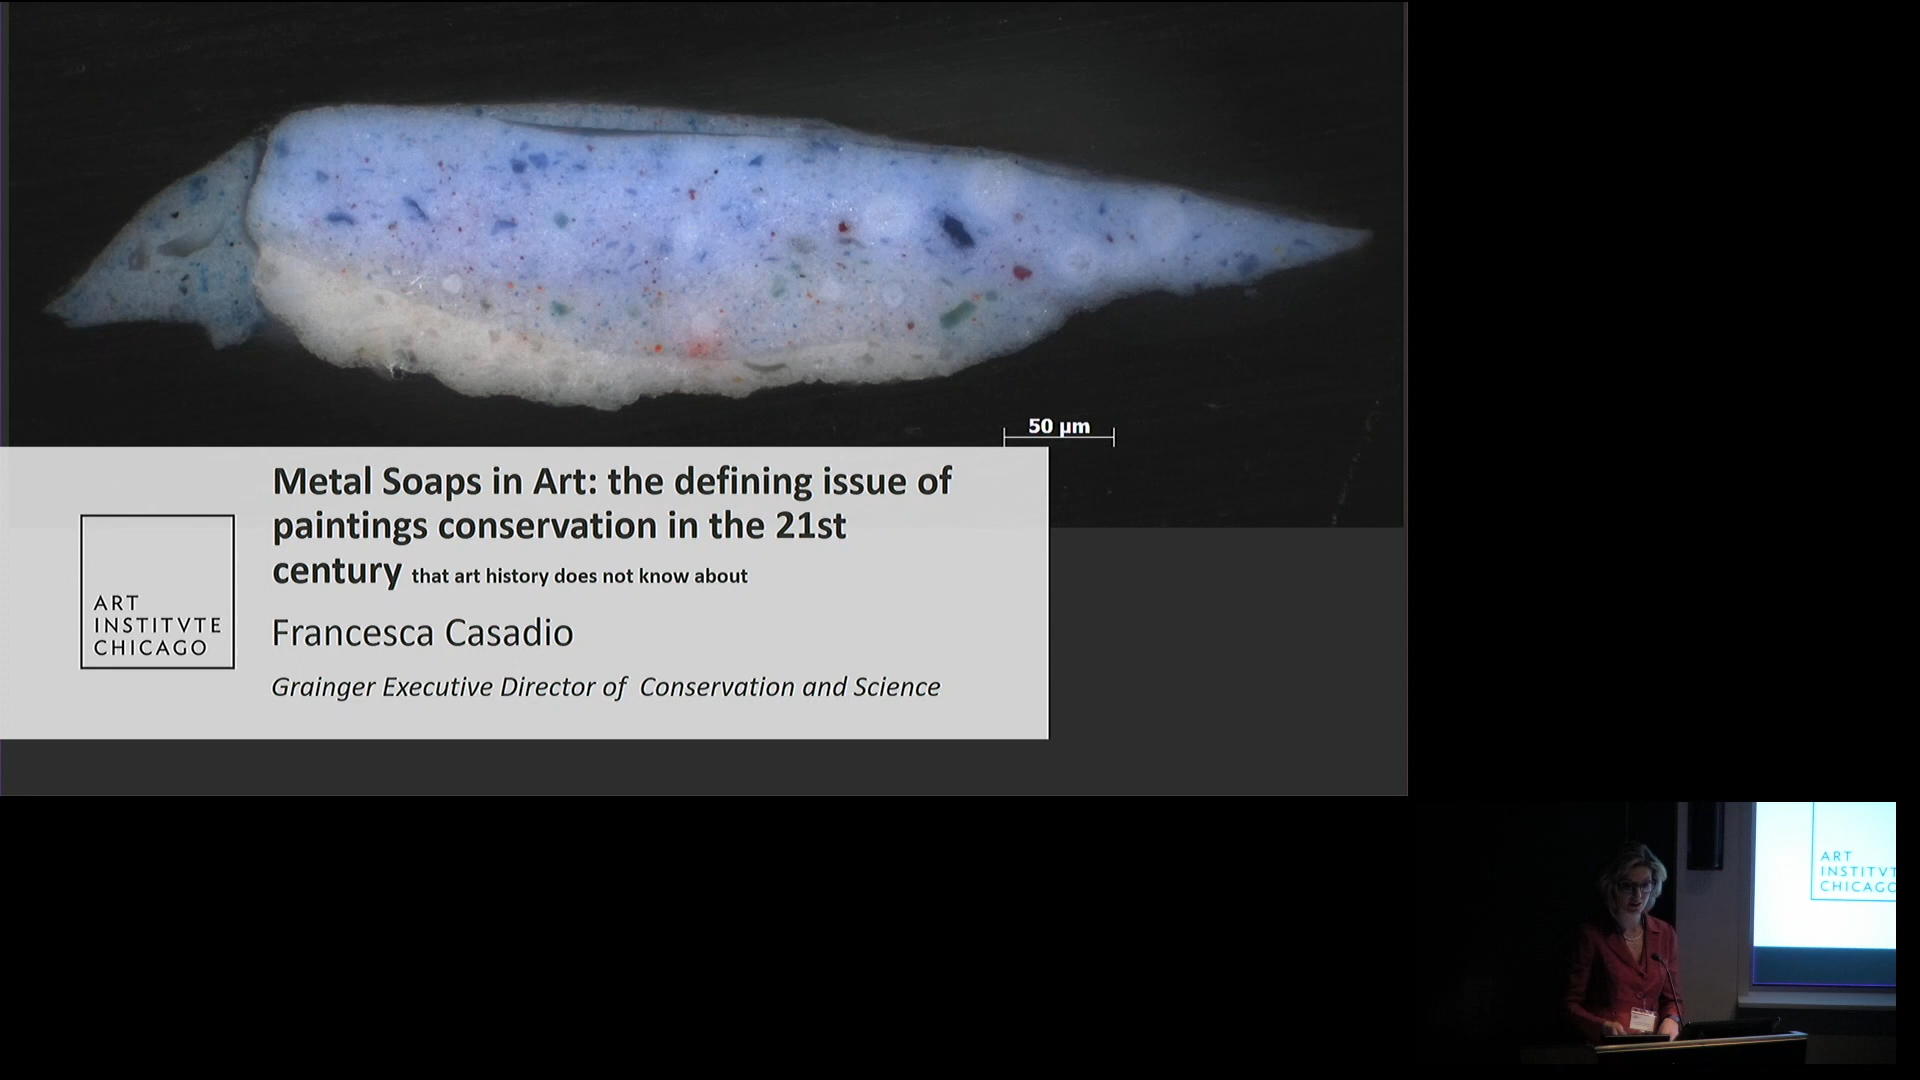 50 µm
Metal Soaps in Art: the defining issue of
paintings conservation in the 21st
century that art history does not know about
Francesca Casadio
Grainger Executive Director of Conservation and Science
ART
INSTITVTE
CHICAGO
ART
INSTITVT
CHICAGO